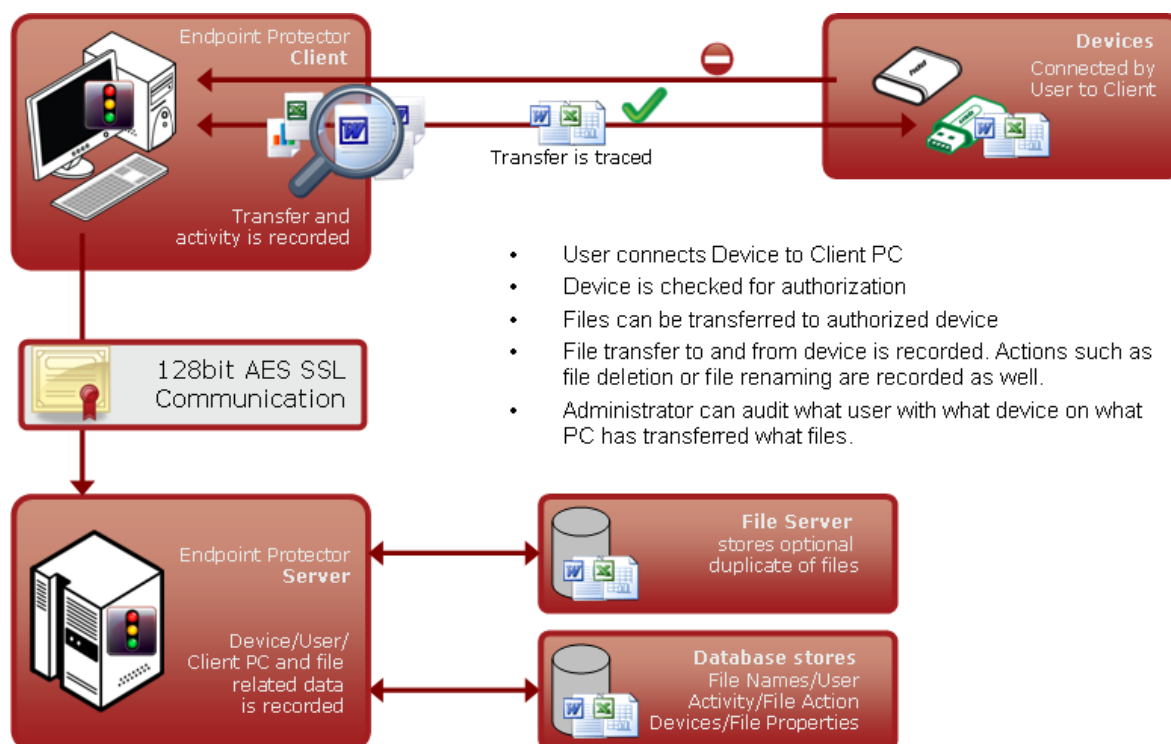 Endpoint Protector
Client
Transfer and
activity is recorded
Transfer is traced
Devices
Connected by
User to Client
• User connects Device to Client PC
• Device is checked for authorization
• Files can be transferred to authorized device
• File transfer to and from device is recorded. Actions such as
file deletion or file renaming are recorded as well.
• Administrator can audit what user with what device on what
PC has transferred what files.
128bit AES SSL
Communication
Endpoint Protector
Server
Device/User/
Client PC and file
related data
is recorded
File Server
stores optional
duplicate of files
Database stores
File Names/User
Activity/File Action
Devices/File Properties